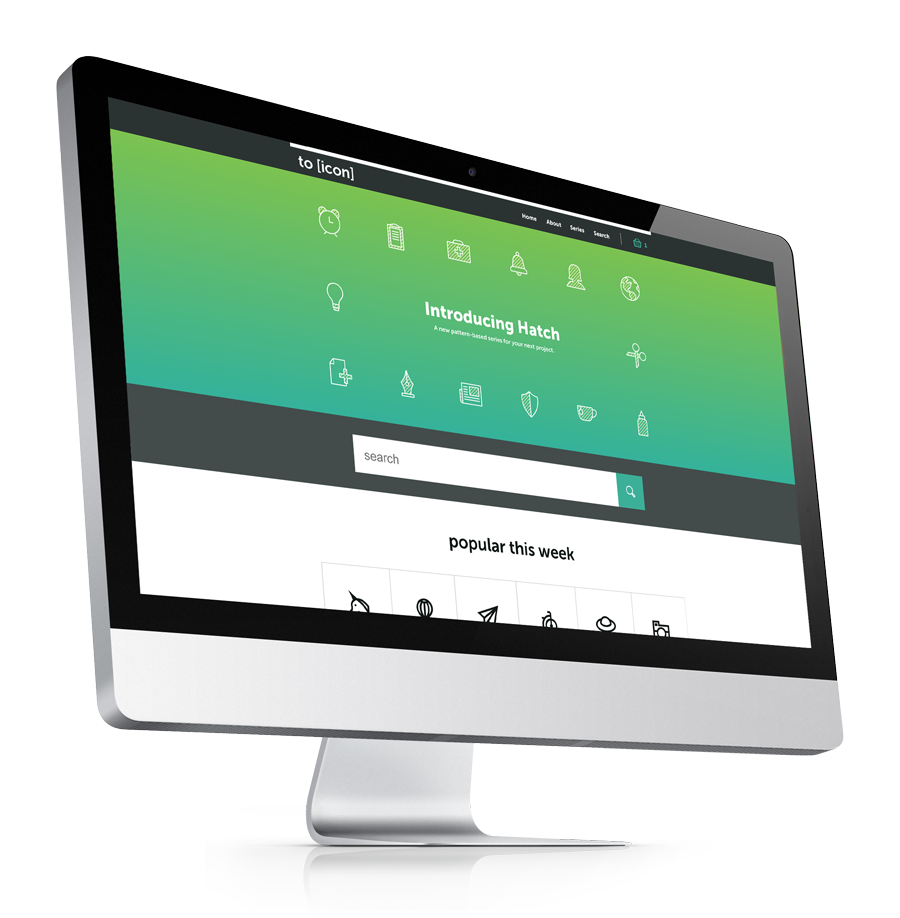 to [icon]
Home About Series Search 1
Introducing Hatch
A new pattern-based series for your next project.
search
popular this week